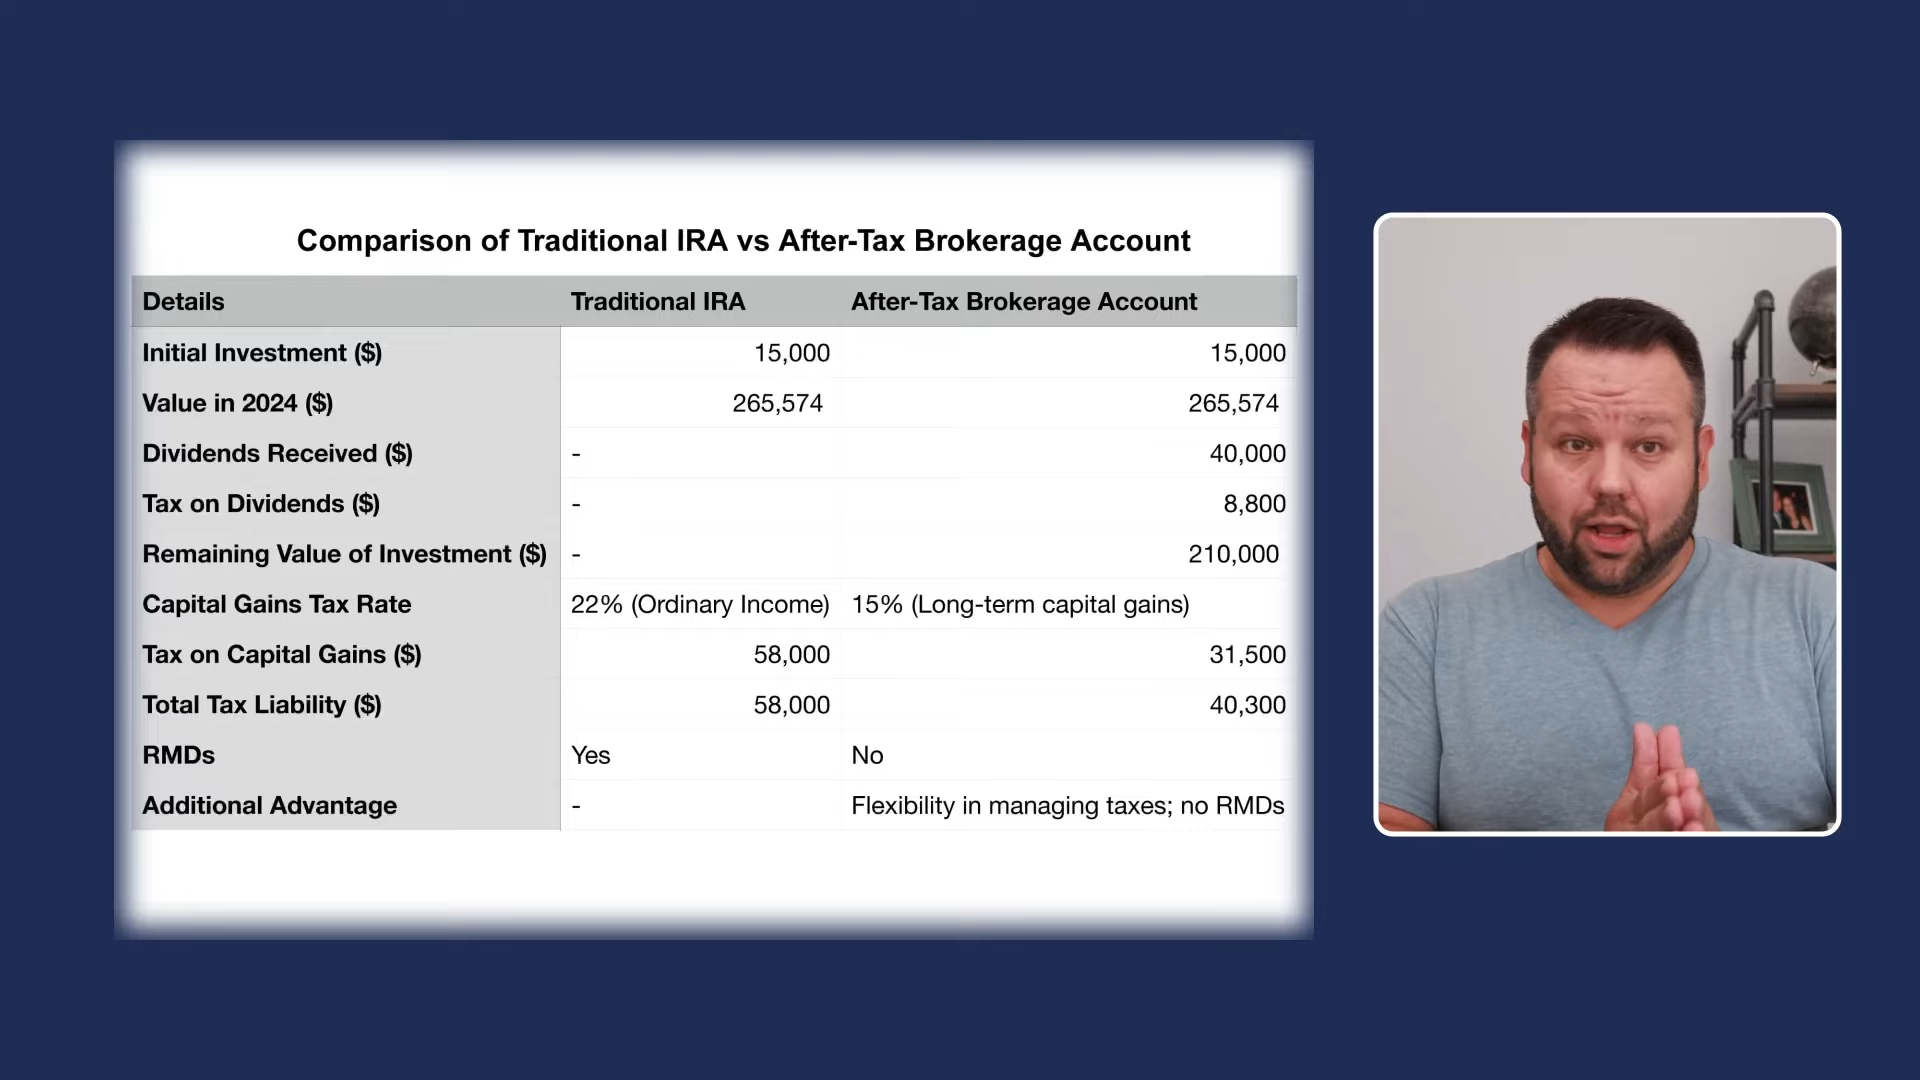 Comparison of Traditional IRA vs After-Tax Brokerage Account
Details Traditional IRA After-Tax Brokerage Account
Initial Investment ($) 15,000 15,000
Value in 2024 ($) 265,574 265,574
Dividends Received ($) - 40,000
Tax on Dividends ($) - 8,800
Remaining Value of Investment ($) - 210,000
Capital Gains Tax Rate 22% (Ordinary Income) 15% (Long-term capital gains)
Tax on Capital Gains ($) 58,000 31,500
Total Tax Liability ($) 58,000 40,300
RMDs Yes No
Additional Advantage - Flexibility in managing taxes; no RMDs